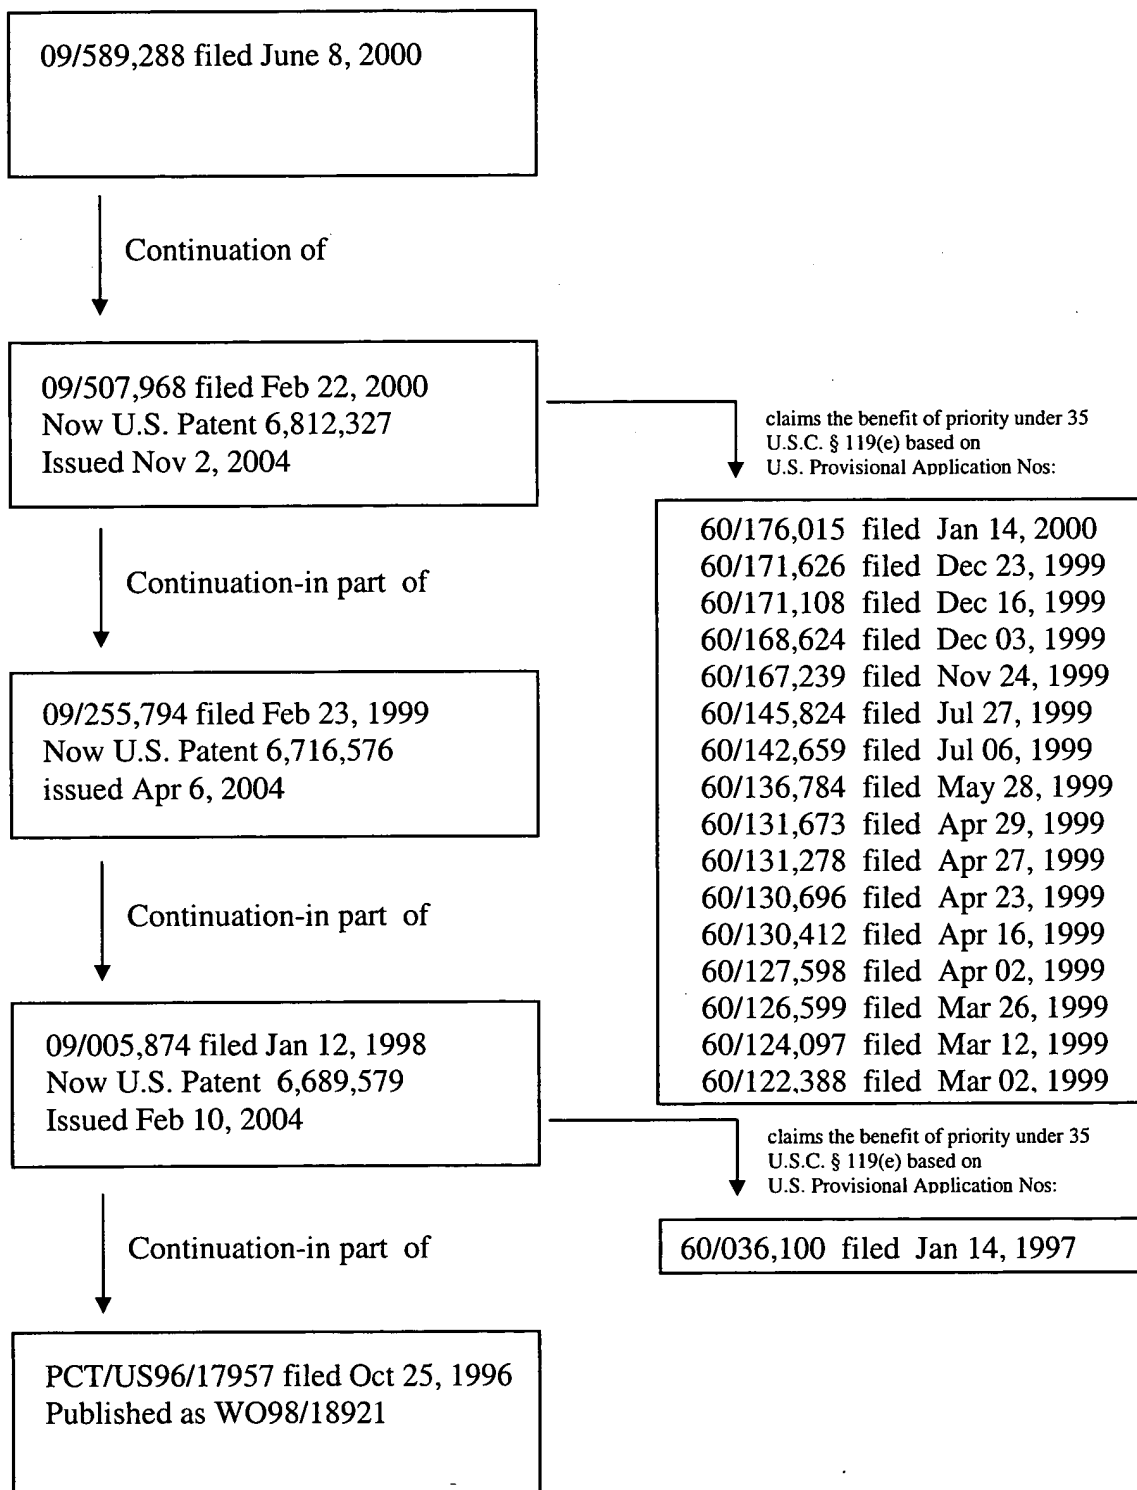 09/589,288 filed June 8, 2000
Continuation of
09/507,968 filed Feb 22, 2000
Now U.S. Patent 6,812,327
Issued Nov 2, 2004
claims the benefit of priority under 35
U.S.C. § 119(e) based on
U.S. Provisional Application Nos:
60/176,015 filed Jan 14, 2000
60/171,626 filed Dec 23, 1999
60/171,108 filed Dec 16, 1999
60/168,624 filed Dec 03, 1999
60/167,239 filed Nov 24, 1999
60/145,824 filed Jul 27, 1999
60/142,659 filed Jul 06, 1999
60/136,784 filed May 28, 1999
60/131,673 filed Apr 29, 1999
60/131,278 filed Apr 27, 1999
60/130,696 filed Apr 23, 1999
60/130,412 filed Apr 16, 1999
60/127,598 filed Apr 02, 1999
60/126,599 filed Mar 26, 1999
60/124,097 filed Mar 12, 1999
60/122,388 filed Mar 02, 1999
Continuation-in part of
09/255,794 filed Feb 23, 1999
Now U.S. Patent 6,716,576
issued Apr 6, 2004
Continuation-in part of
09/005,874 filed Jan 12, 1998
Now U.S. Patent 6,689,579
Issued Feb 10, 2004
claims the benefit of priority under 35
U.S.C. § 119(e) based on
U.S. Provisional Application Nos:
60/036,100 filed Jan 14, 1997
Continuation-in part of
PCT/US96/17957 filed Oct 25, 1996
Published as WO98/18921